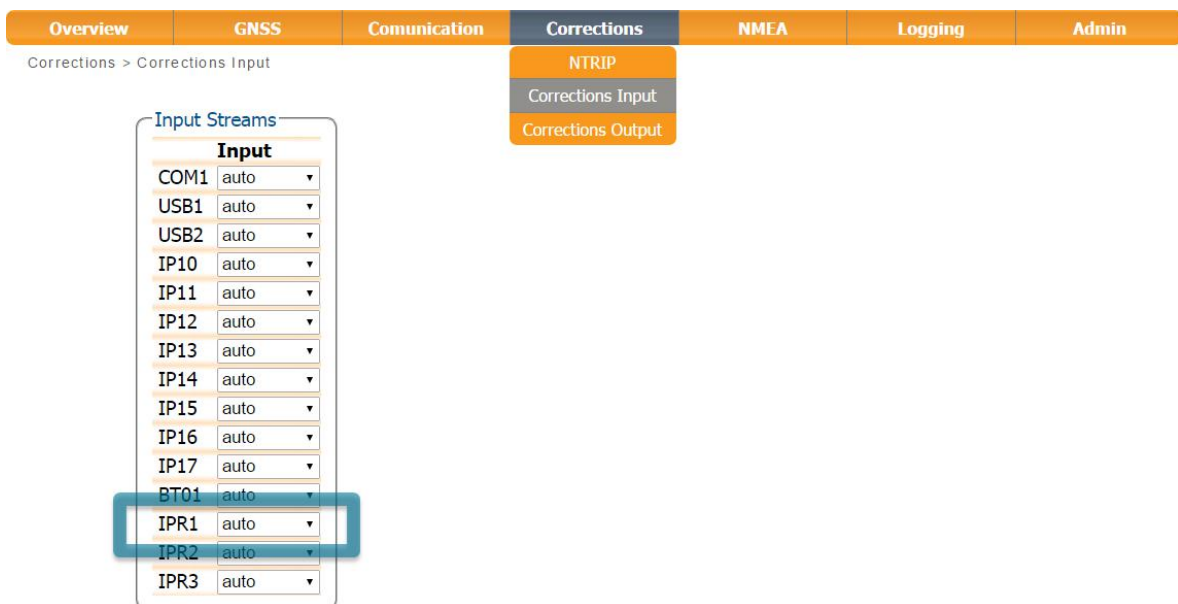 Overview GNSS Comunication Corrections NMEA Logging Admin
Corrections > Corrections Input
NTRIP
Corrections Input
Corrections Output
Input Streams
Input
COM1 auto
USB1 auto
USB2 auto
IP10 auto
IP11 auto
IP12 auto
IP13 auto
IP14 auto
IP15 auto
IP16 auto
IP17 auto
BT01 auto
IPR1 auto
IPR2 auto
IPR3 auto